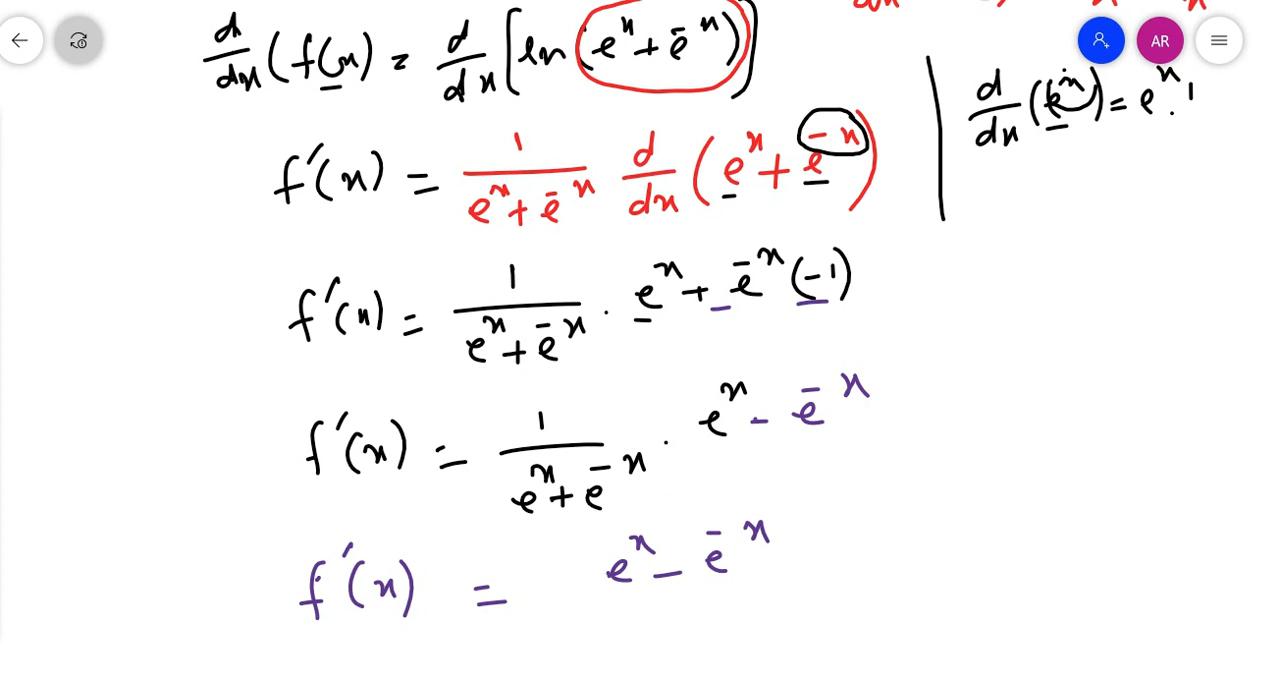 d/dx (f(x) = d/dx [ln (e^x + e^-x)]
d/dx (e^x) = e^x . 1
f'(x) = 1/(e^x + e^-x) d/dx (e^x + e^-x)
f'(x) = 1/(e^x + e^-x) . e^x + e^-x (-1)
f'(x) = 1/(e^x + e^-x) . e^x - e^-x
f'(x) = e^x - e^-x
AR